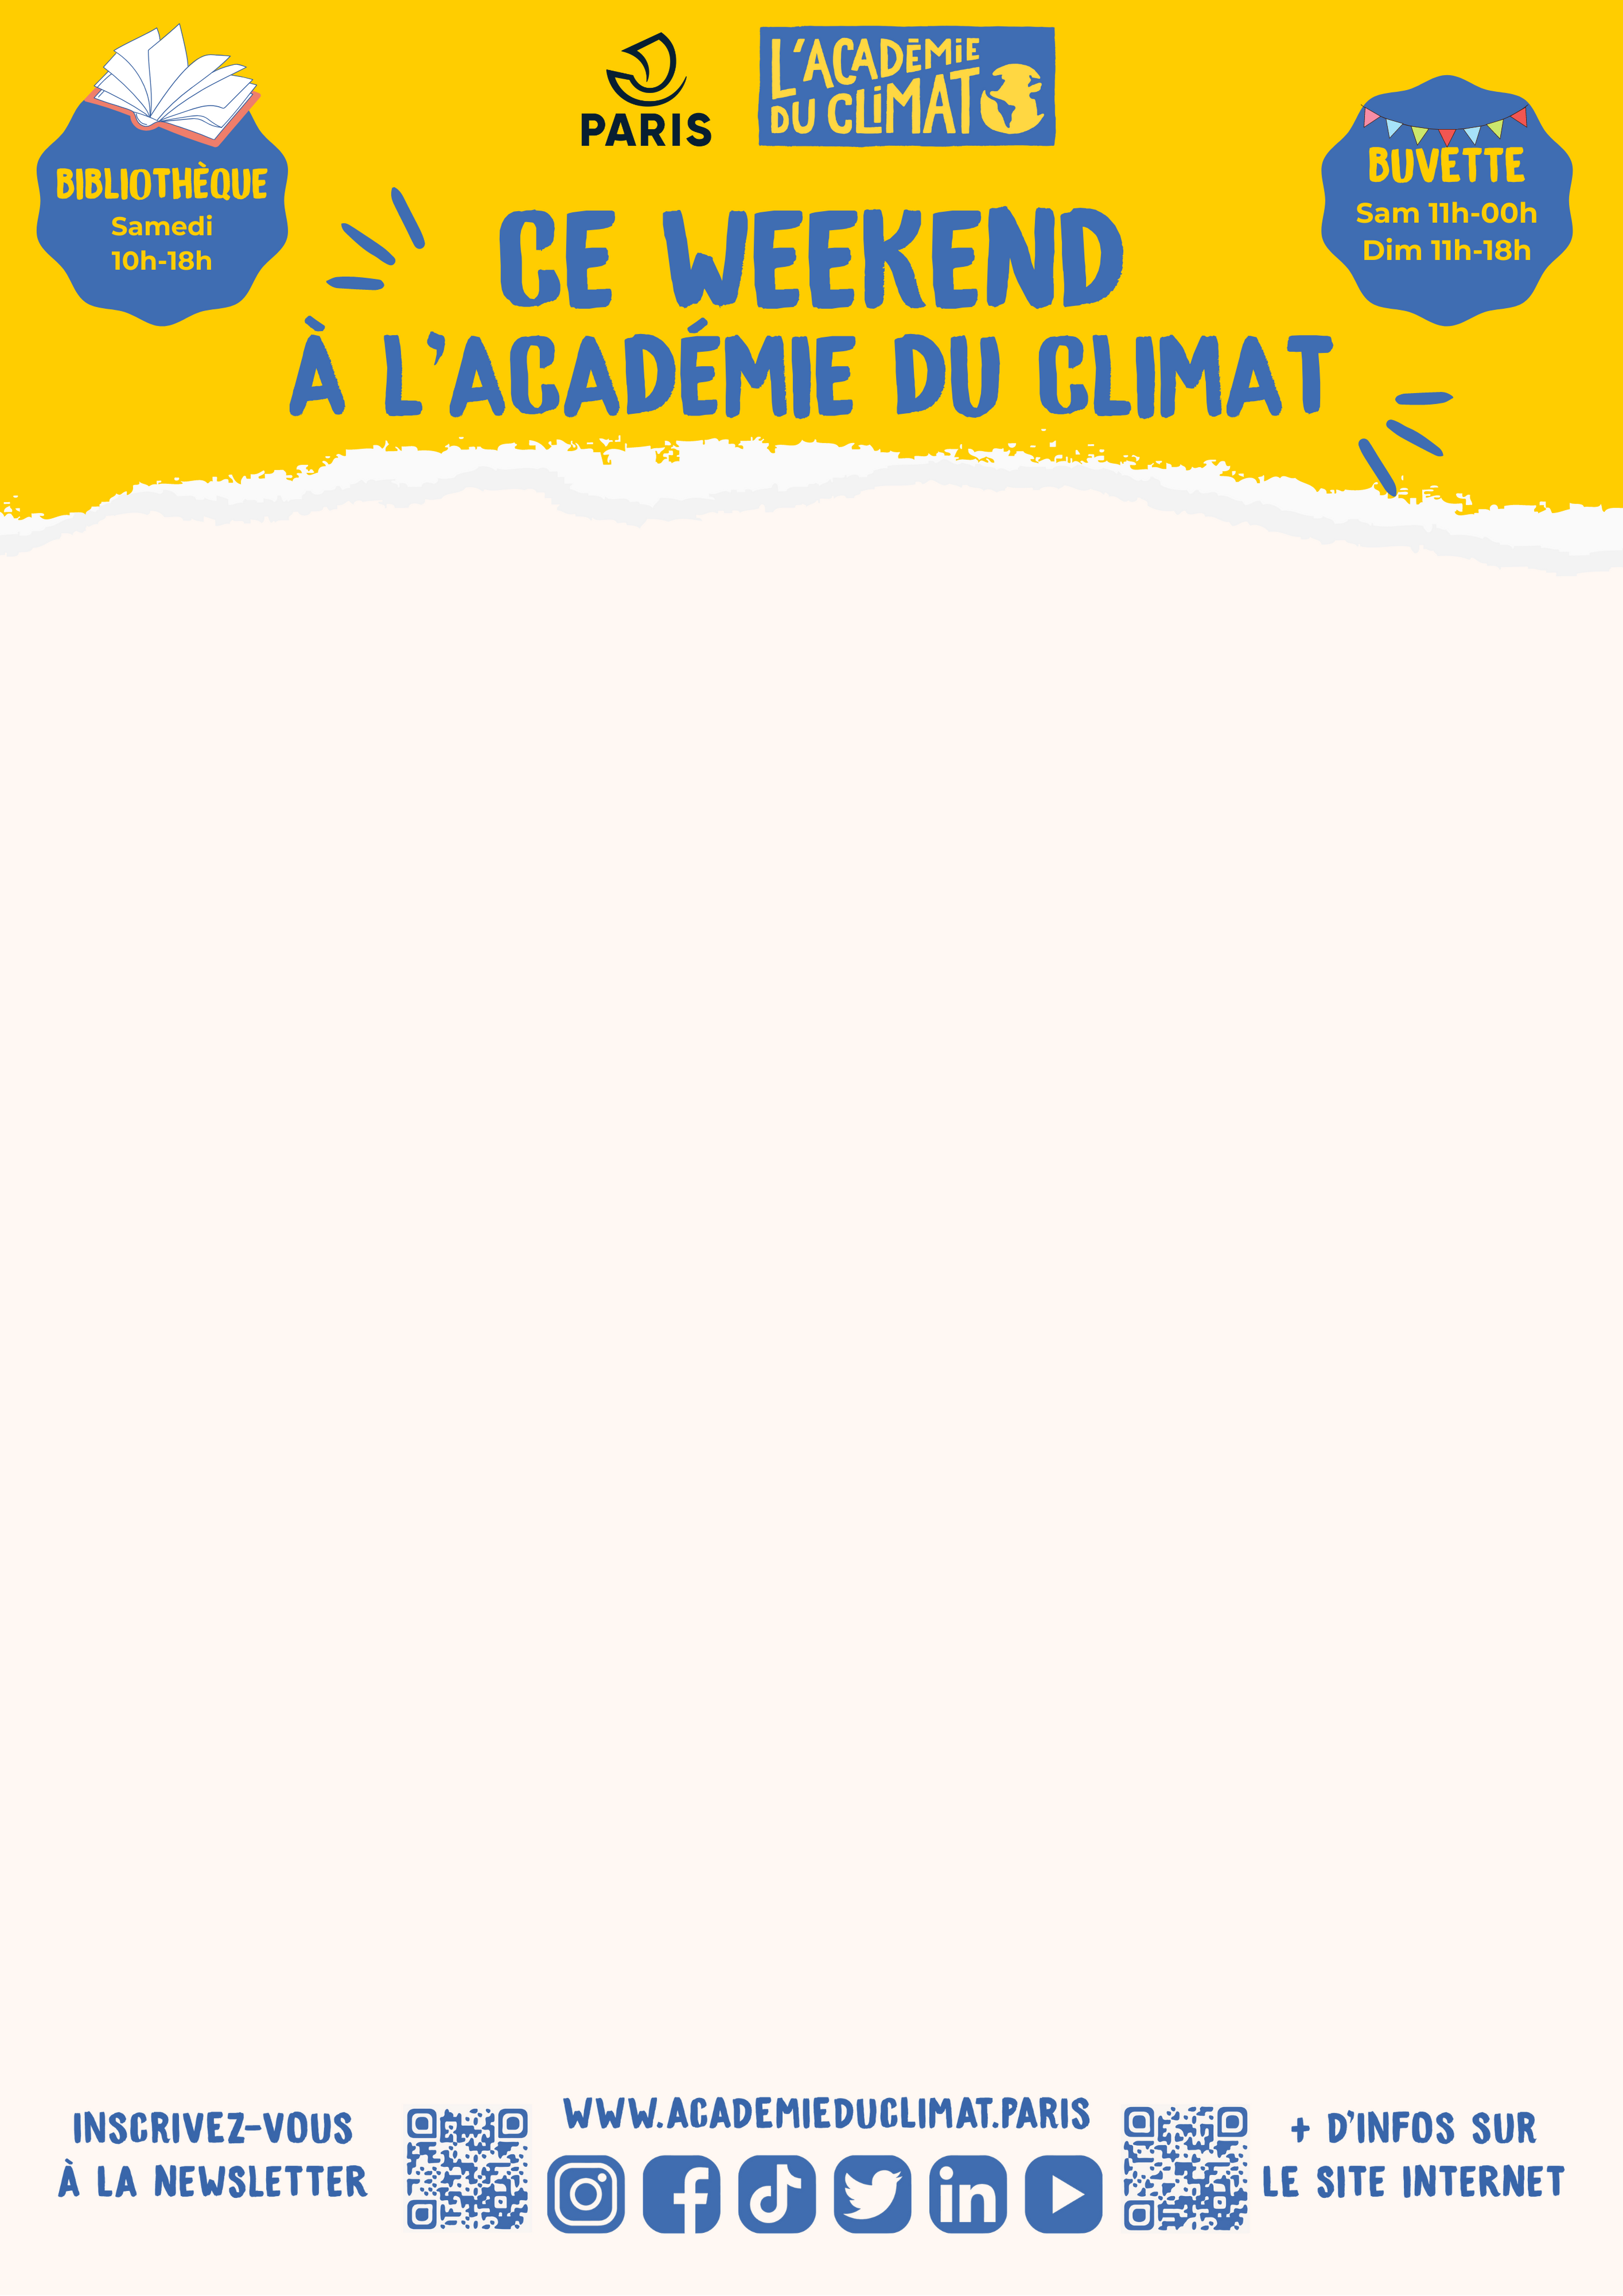 PARIS
L'ACADÉMiE
DU CLiMAT
BIBLIOTHÈQUE
Samedi
10h-18h
BUVETTE
Sam 11h-00h
Dim 11h-18h
CE WEEKEND
À L'ACADÉMIE DU CLIMAT
INSCRIVEZ-VOUS
À LA NEWSLETTER
WWW.ACADEMIEDUCLIMAT.PARIS
+ D'INFOS SUR
LE SITE INTERNET